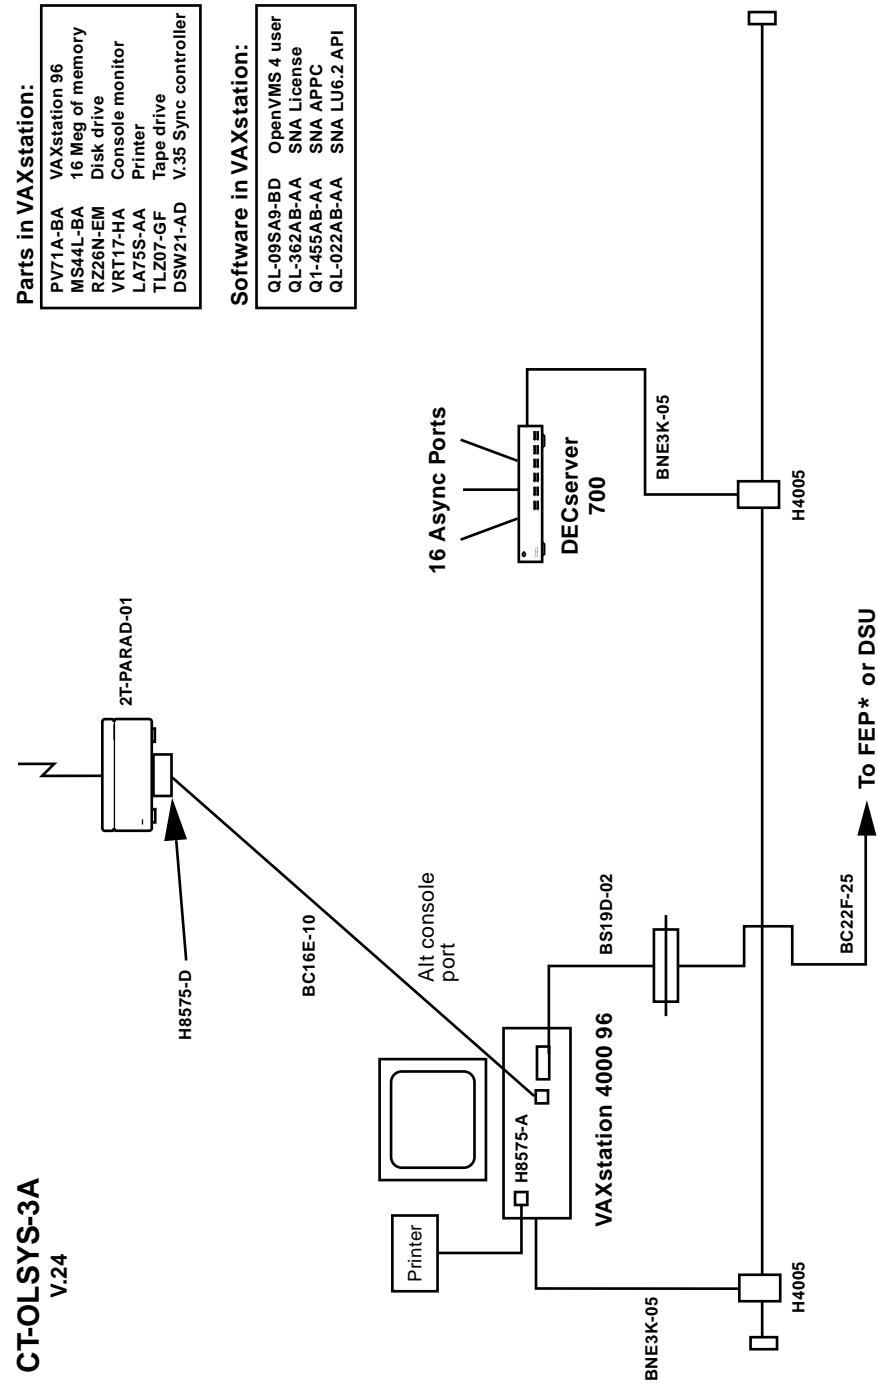 CT-OLSYS-3A
V.24
Parts in VAXstation:
PV71A-BA VAXstation 96
MS44L-BA 16 Meg of memory
RZ26N-EM Disk drive
VRT17-HA Console monitor
LA75S-AA Printer
TLZ07-GF Tape drive
DSW21-AD V.35 Sync controller
Software in VAXstation:
QL-09SA9-BD OpenVMS 4 user
QL-362AB-AA SNA License
Q1-455AB-AA SNA APPC
QL-022AB-AA SNA LU6.2 API
2T-PARAD-01
H8575-D
BC16E-10
Alt console
port
16 Async Ports
DECserver
700
BNE3K-05
H4005
Printer
H8575-A
VAXstation 4000 96
BS19D-02
BC22F-25
To FEP* or DSU
BNE3K-05
H4005